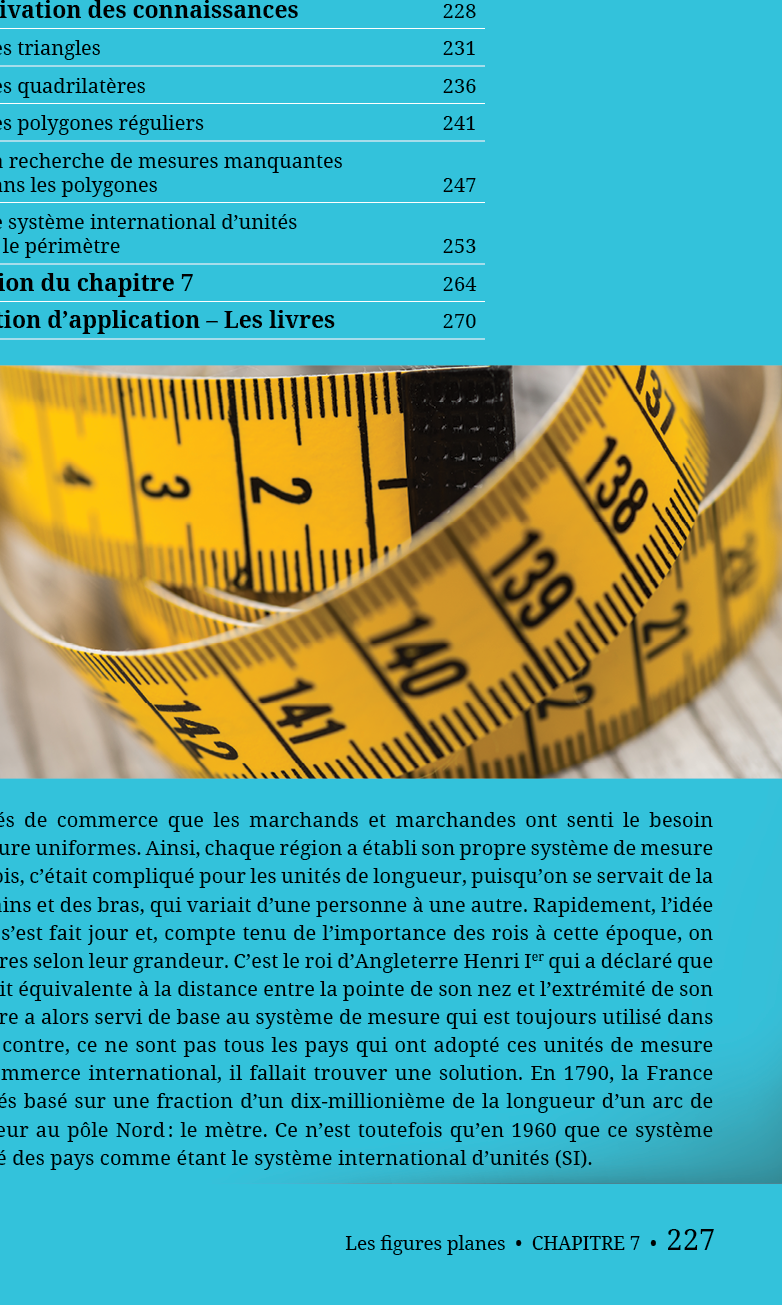 ivation des connaissances 228
es triangles 231
es quadrilatères 236
es polygones réguliers 241
a recherche de mesures manquantes
ans les polygones 247
e système international d’unités
le périmètre 253
ion du chapitre 7 264
tion d’application – Les livres 270
4 3 2 1
137
138
139
140
141
142
21
és de commerce que les marchands et marchandes ont senti le besoin
ure uniformes. Ainsi, chaque région a établi son propre système de mesure
ois, c’était compliqué pour les unités de longueur, puisqu’on se servait de la
ains et des bras, qui variait d’une personne à une autre. Rapidement, l’idée
s’est fait jour et, compte tenu de l’importance des rois à cette époque, on
res selon leur grandeur. C’est le roi d’Angleterre Henri Ier qui a déclaré que
it équivalente à la distance entre la pointe de son nez et l’extrémité de son
re a alors servi de base au système de mesure qui est toujours utilisé dans
contre, ce ne sont pas tous les pays qui ont adopté ces unités de mesure
mmerce international, il fallait trouver une solution. En 1790, la France
és basé sur une fraction d’un dix-millionième de la longueur d’un arc de
eur au pôle Nord : le mètre. Ce n’est toutefois qu’en 1960 que ce système
é des pays comme étant le système international d’unités (SI).
Les figures planes • CHAPITRE 7 • 227